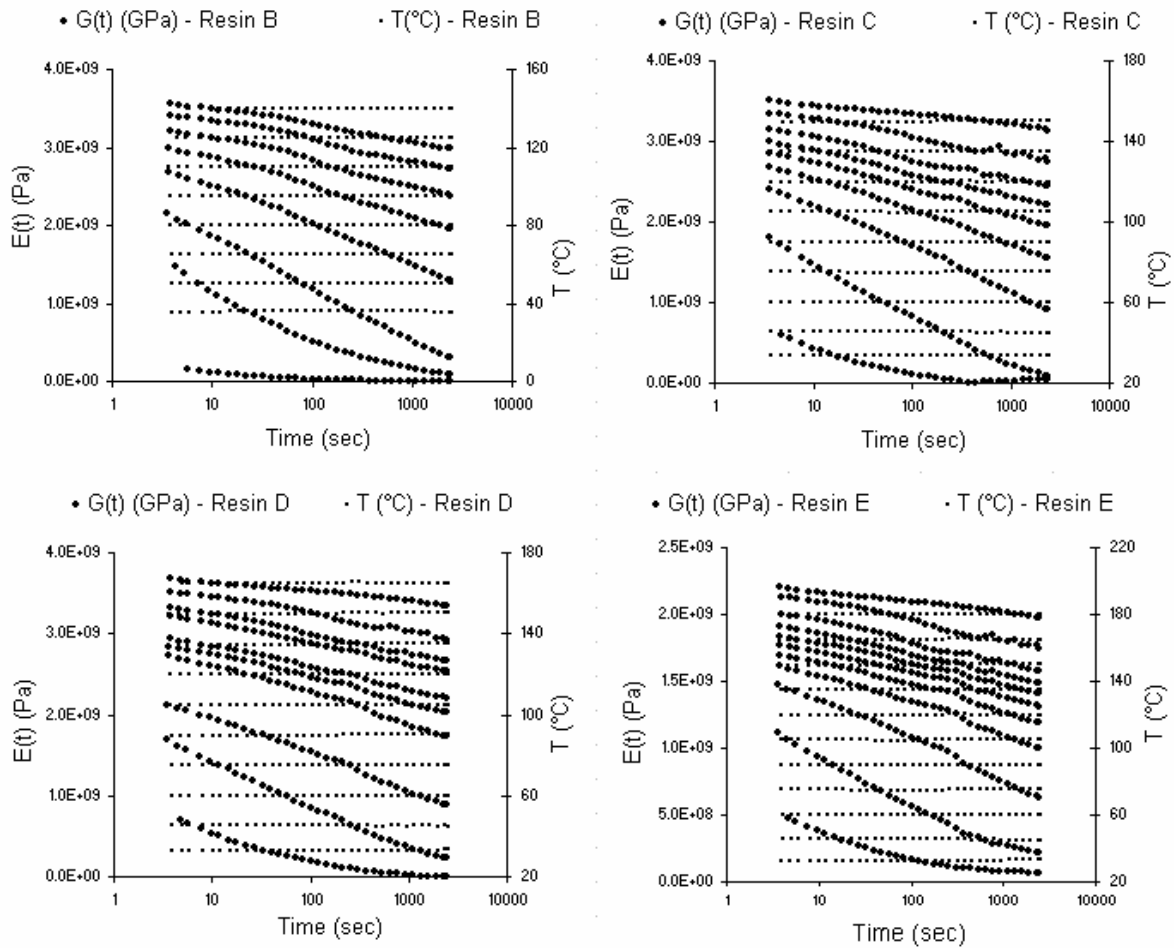 G(t) (GPa) - Resin B T(°C) - Resin B
4.0E+09
3.0E+09
2.0E+09
1.0E+09
0.0E+00
E(t) (Pa)
160
120
80
40
0
T (°C)
1 10 100 1000 10000
Time (sec)
G(t) (GPa) - Resin C T (°C) - Resin C
4.0E+09
3.0E+09
2.0E+09
1.0E+09
0.0E+00
E(t) (Pa)
180
140
100
60
20
T (°C)
1 10 100 1000 10000
Time (sec)
G(t) (GPa) - Resin D T (°C) - Resin D
4.0E+09
3.0E+09
2.0E+09
1.0E+09
0.0E+00
E(t) (Pa)
180
140
100
60
20
T (°C)
1 10 100 1000 10000
Time (sec)
G(t) (GPa) - Resin E T (°C) - Resin E
2.5E+09
2.0E+09
1.5E+09
1.0E+09
5.0E+08
0.0E+00
E(t) (Pa)
220
180
140
100
60
20
T (°C)
1 10 100 1000 10000
Time (sec)